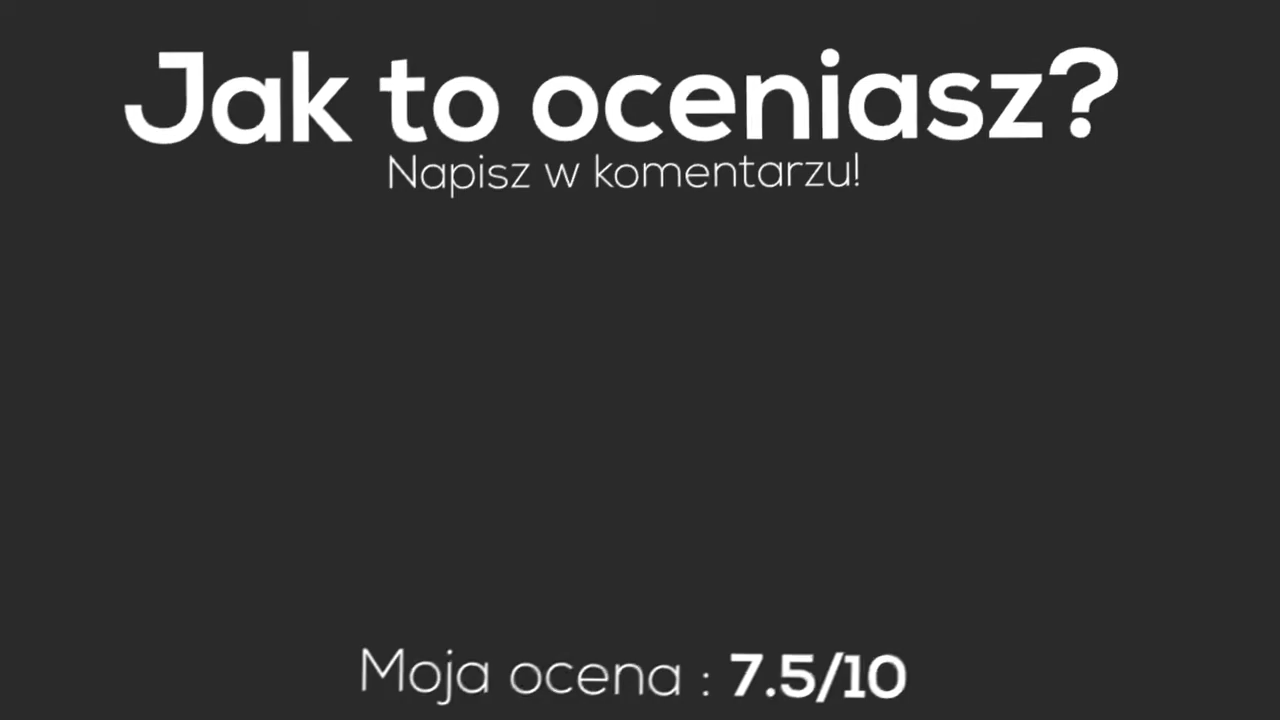 Jak to oceniasz?
Napisz w komentarzu!
Moja ocena : 7.5/10